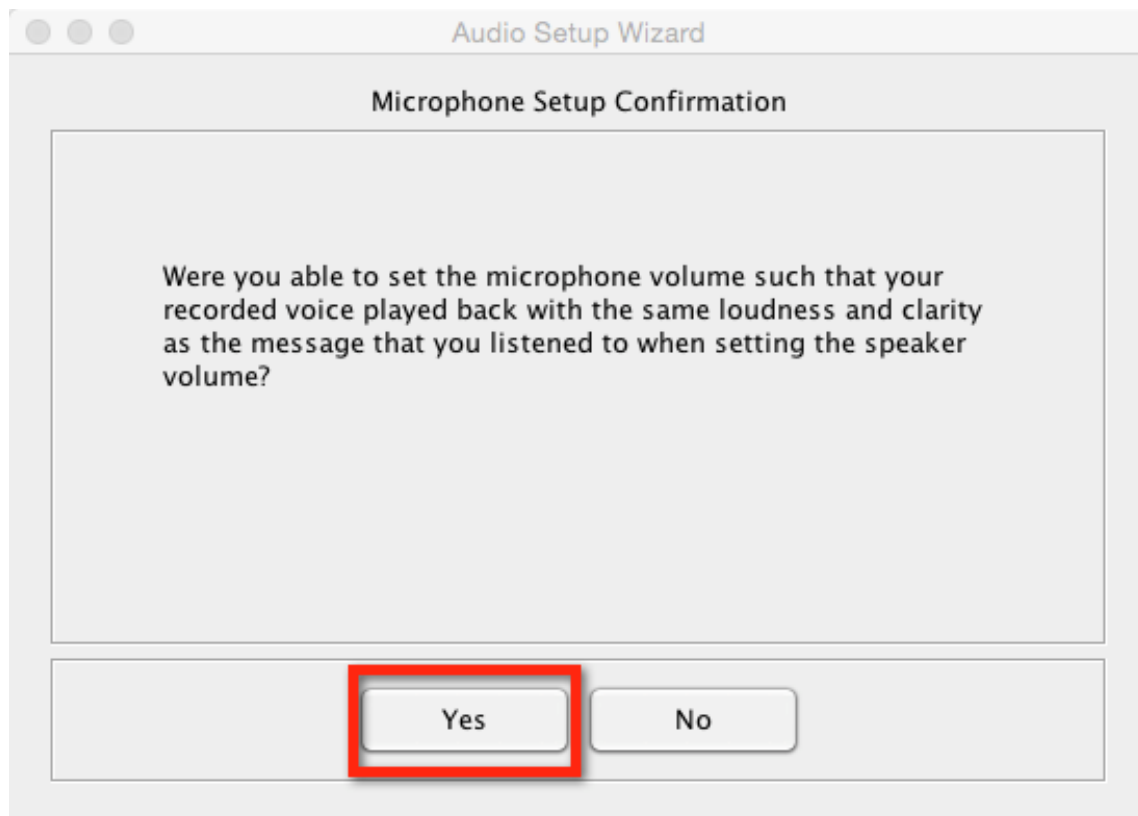 Audio Setup Wizard
Microphone Setup Confirmation
Were you able to set the microphone volume such that your
recorded voice played back with the same loudness and clarity
as the message that you listened to when setting the speaker
volume?
Yes No